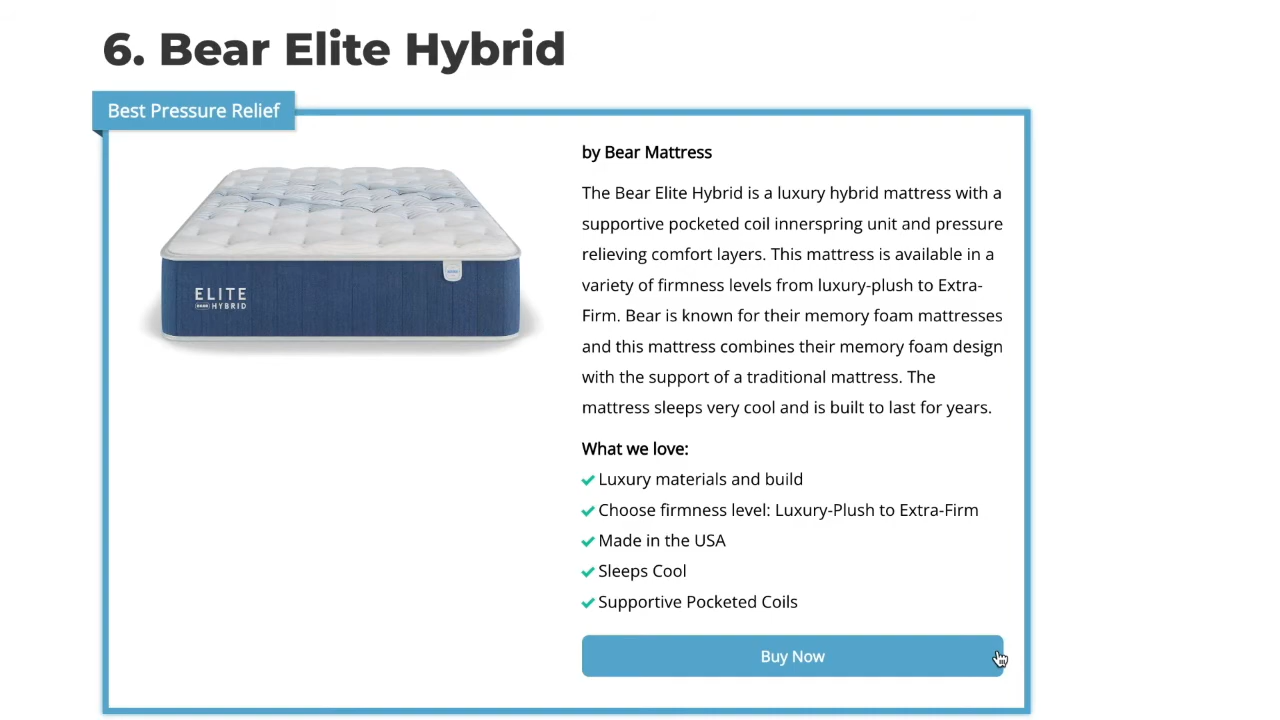 6. Bear Elite Hybrid
Best Pressure Relief
ELITE
HYBRID
by Bear Mattress
The Bear Elite Hybrid is a luxury hybrid mattress with a
supportive pocketed coil innerspring unit and pressure
relieving comfort layers. This mattress is available in a
variety of firmness levels from luxury-plush to Extra-
Firm. Bear is known for their memory foam mattresses
and this mattress combines their memory foam design
with the support of a traditional mattress. The
mattress sleeps very cool and is built to last for years.
What we love:
Luxury materials and build
Choose firmness level: Luxury-Plush to Extra-Firm
Made in the USA
Sleeps Cool
Supportive Pocketed Coils
Buy Now